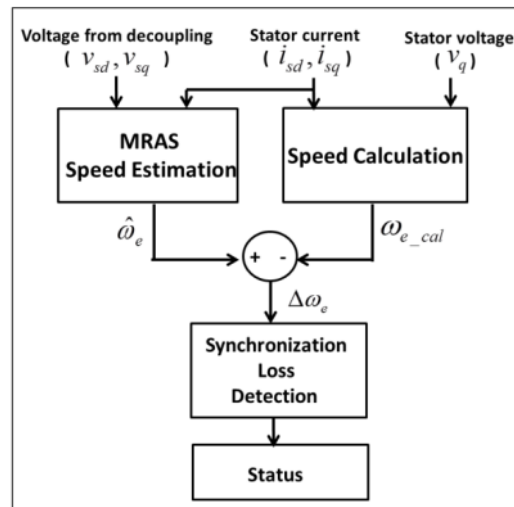 Voltage from decoupling
( v_sd, v_sq )
Stator current
( i_sd, i_sq )
Stator voltage
( v_q )
MRAS
Speed Estimation
Speed Calculation
ω̂_e
ω_e_cal
+ -
Δω_e
Synchronization
Loss
Detection
Status